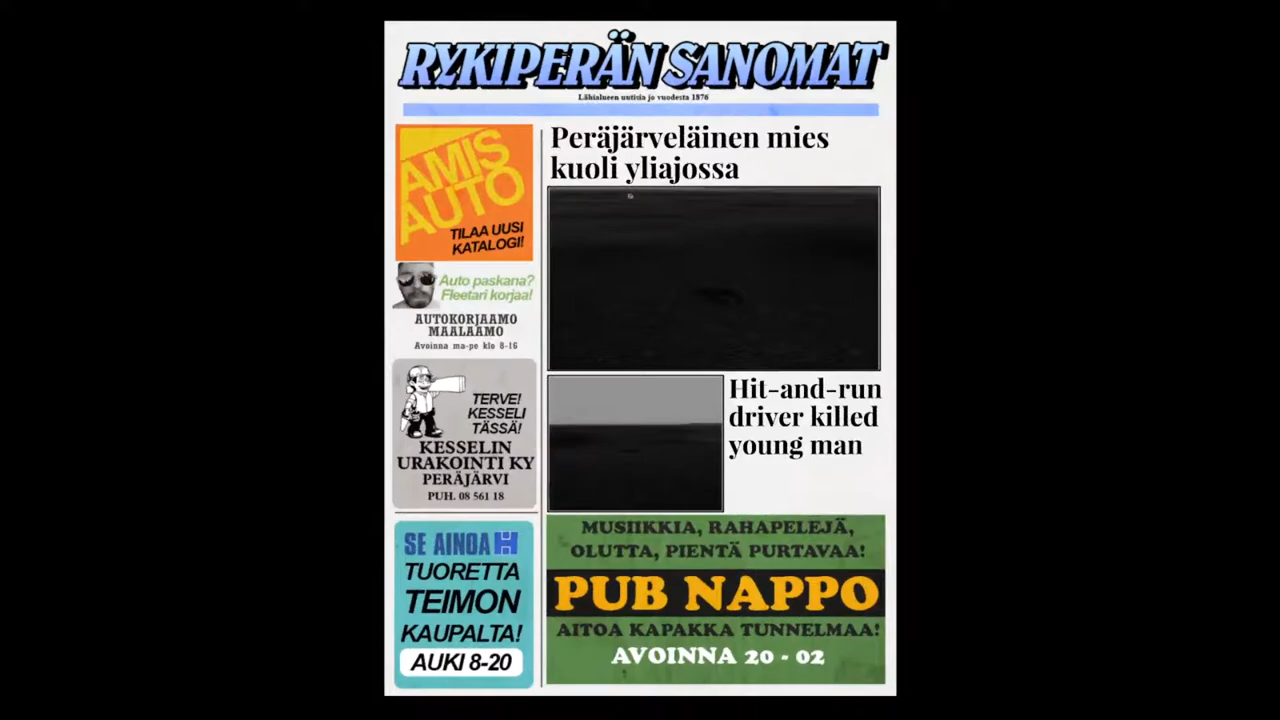 RYKIPERÄN SANOMAT
Lähialueen uutisia jo vuodesta 1876
AMIS
AUTO
TILAA UUSI
KATALOGI!
Auto paskana?
Fleetari korjaa!
AUTOKORJAAMO
MAALAAMO
Avoinna ma-pe klo 8-16
TERVE!
KESSELI
TÄSSÄ!
KESSELIN
URAKOINTI KY
PERÄJÄRVI
PUH. 08 561 18
SE AINOA
TUORETTA
TEIMON
KAUPALTA!
AUKI 8-20
Peräjärveläinen mies
kuoli yliajossa
Hit-and-run
driver killed
young man
MUSIIKKIA, RAHAPELEJÄ,
OLUTTA, PIENTÄ PURTAVAA!
PUB NAPPO
AITOA KAPAKKA TUNNELMAA!
AVOINNA 20 - 02